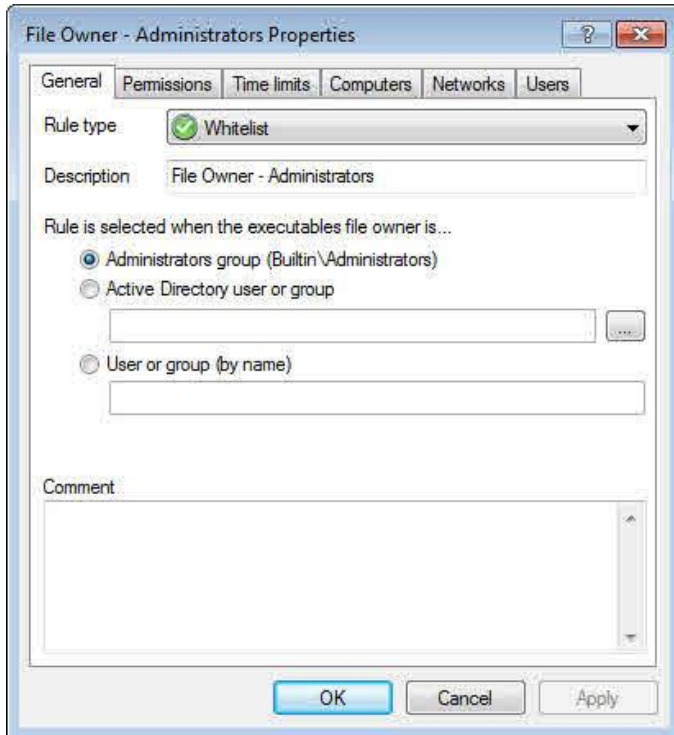 File Owner - Administrators Properties
General Permissions Time limits Computers Networks Users
Rule type Whitelist
Description File Owner - Administrators
Rule is selected when the executables file owner is...
Administrators group (Builtin\Administrators)
Active Directory user or group
...
User or group (by name)
Comment
OK Cancel Apply